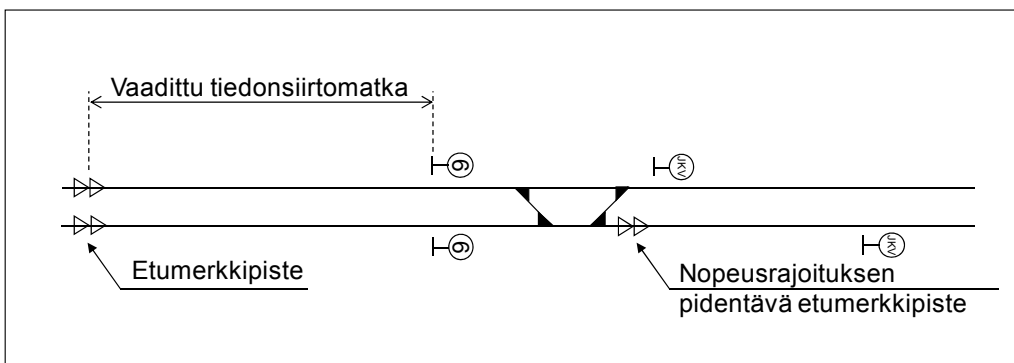 Vaadittu tiedonsiirtomatka
6
JKV
6
JKV
Etumerkkipiste
Nopeusrajoituksen
pidentävä etumerkkipiste